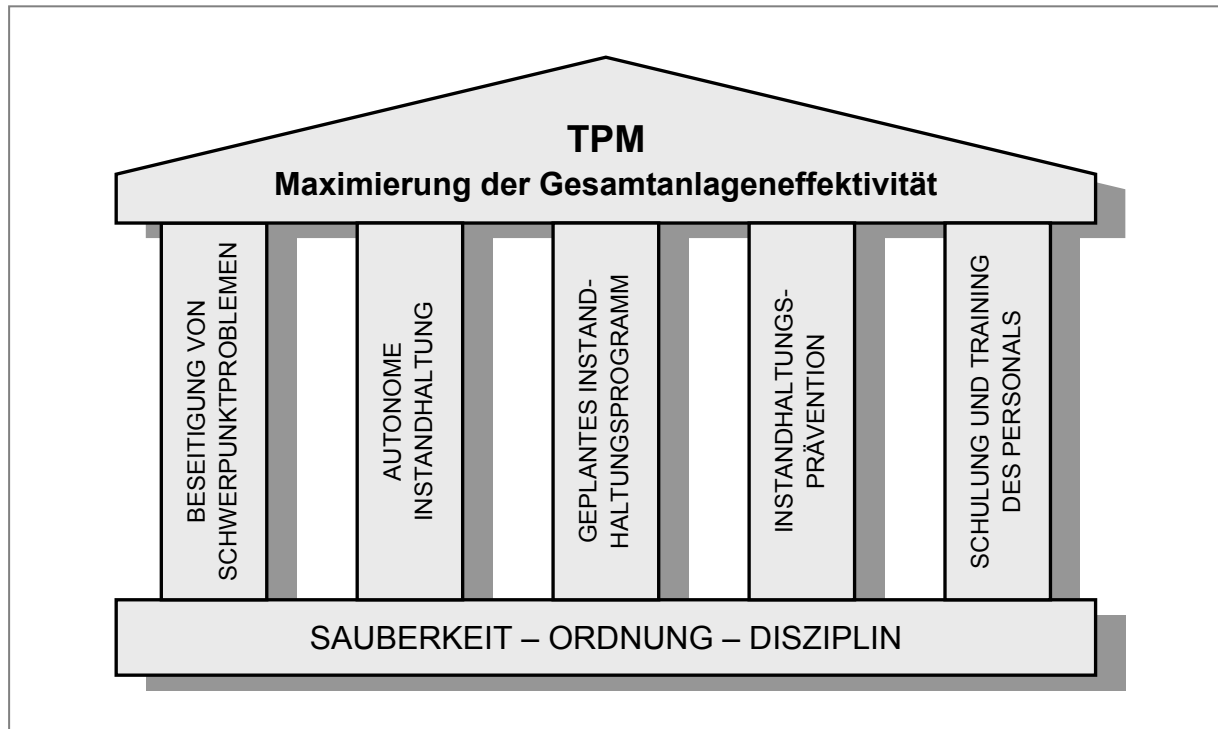 TPM
Maximierung der Gesamtanlageneffektivität
BESEITIGUNG VON
SCHWERPUNKTPROBLEMEN
AUTONOME
INSTANDHALTUNG
GEPLANTES INSTAND-
HALTUNGSPROGRAMM
INSTANDHALTUNGS-
PRÄVENTION
SCHULUNG UND TRAINING
DES PERSONALS
SAUBERKEIT – ORDNUNG – DISZIPLIN